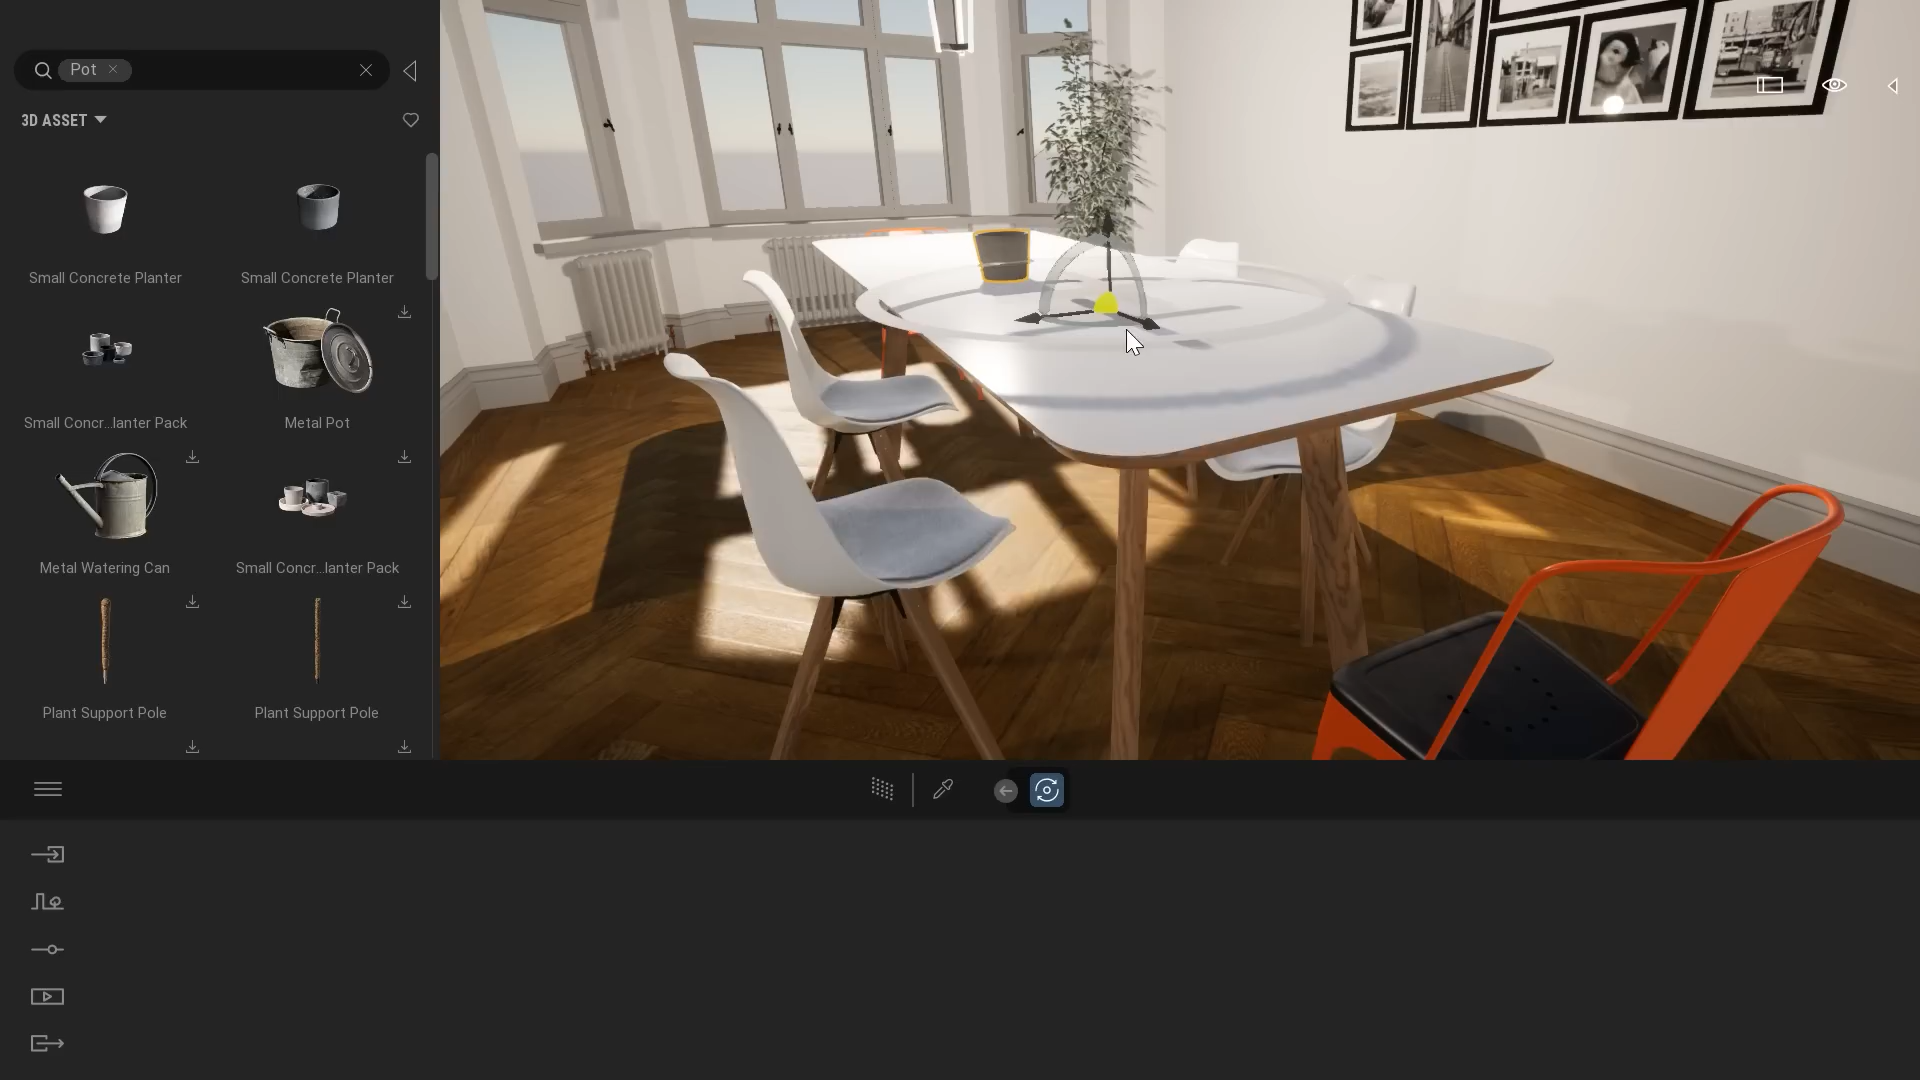 Pot
3D ASSET
Small Concrete Planter
Small Concrete Planter
Small Concr...lanter Pack
Metal Pot
Metal Watering Can
Small Concr...lanter Pack
Plant Support Pole
Plant Support Pole